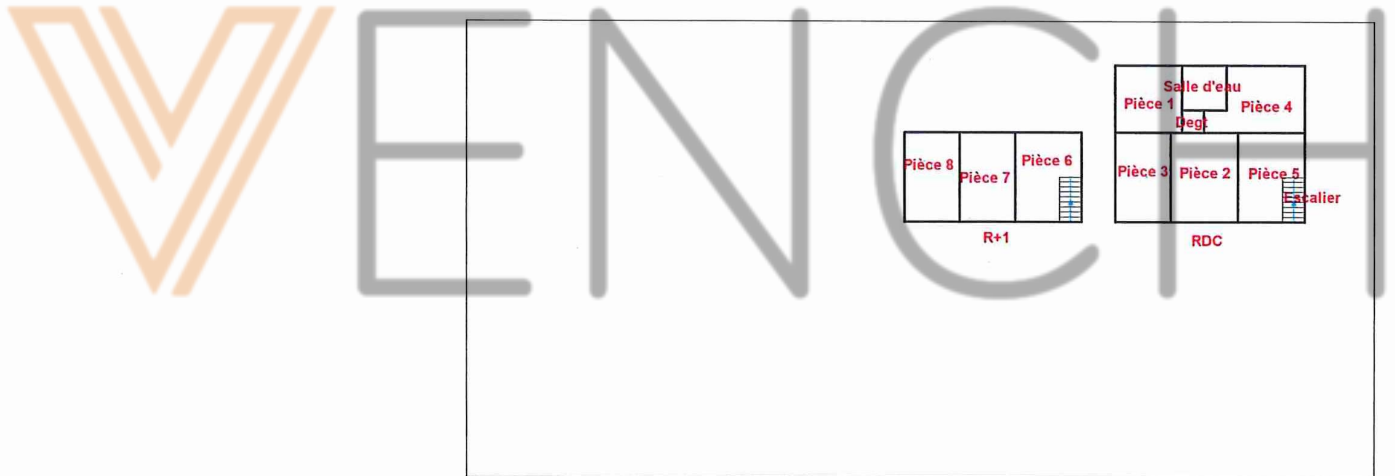 VENCH
Salle d'eau
Pièce 1
Pièce 4
Degt
Pièce 8
Pièce 7
Pièce 6
Pièce 3
Pièce 2
Pièce 5
Escalier
R+1
RDC